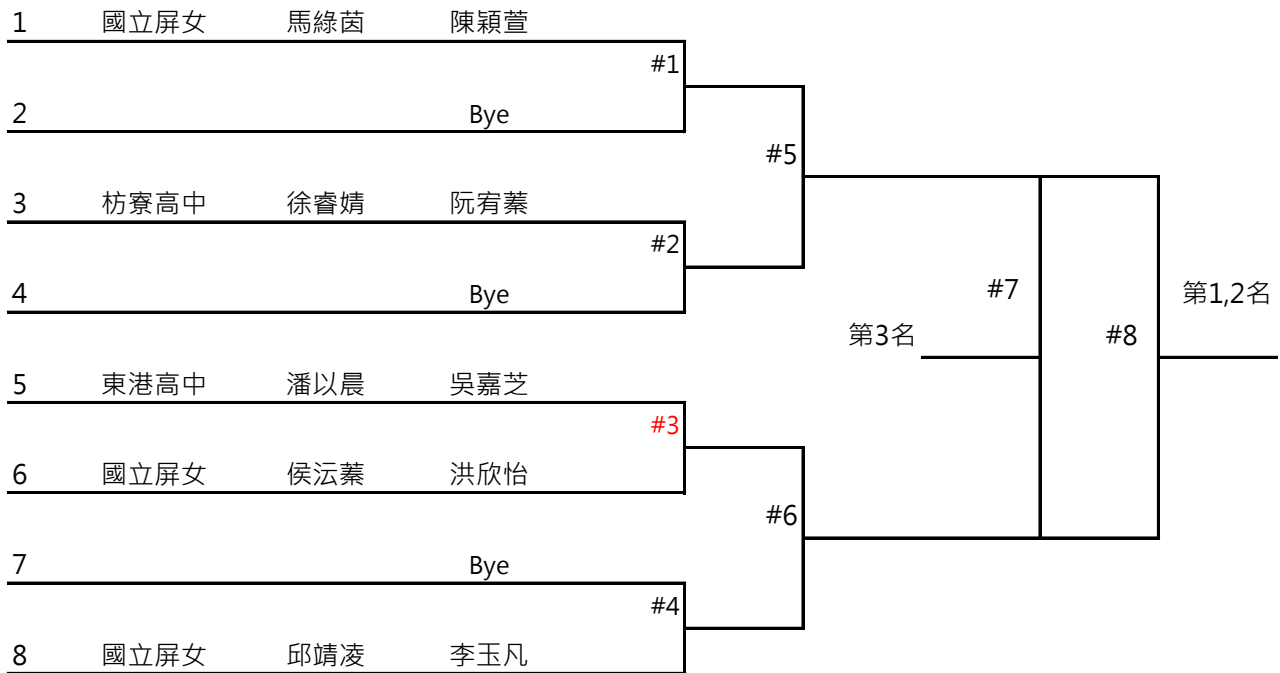 1 國立屏女 馬綠茵 陳穎萱
#1
2 Bye
#5
3 枋寮高中 徐睿婧 阮宥蓁
#2
4 Bye
#7 第1,2名
第3名 #8
5 東港高中 潘以晨 吳嘉芝
#3
6 國立屏女 侯沄蓁 洪欣怡
#6
7 Bye
#4
8 國立屏女 邱靖凌 李玉凡